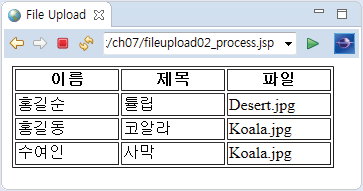 File Upload
:/ch07/fileupload02_process.jsp
이름 제목 파일
홍길순 튤립 Desert.jpg
홍길동 코알라 Koala.jpg
수여인 사막 Koala.jpg